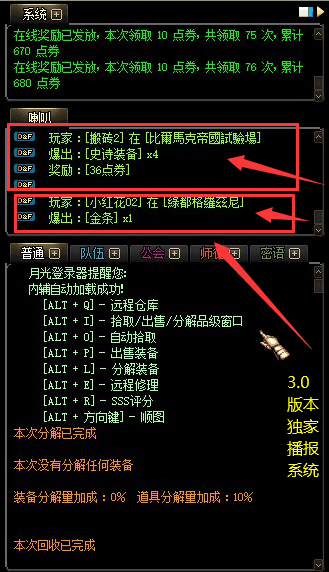 系统
在线奖励已发放，本次领取 10 点券，共领取 75 次，累计
670 点券
在线奖励已发放，本次领取 10 点券，共领取 76 次，累计
680 点券
喇叭
D&F 玩家：[搬砖2] 在 [比爾馬克帝國試驗場]
D&F 爆出：[史诗装备] x4
D&F 奖励：[36点券]
D&F
D&F 玩家：[小红花02] 在 [綠都格羅茲尼]
D&F 爆出：[金条] x1
普通 队伍 公会 师徒 密语
月光登录器提醒您：
内辅自动加载成功!
[ALT + Q] - 远程仓库
[ALT + I] - 拾取/出售/分解品级窗口
[ALT + O] - 自动拾取
[ALT + P] - 出售装备
[ALT + L] - 分解装备
[ALT + E] - 远程修理
[ALT + R] - SSS评分
[ALT + 方向键] - 顺图
本次分解已完成
本次没有分解任何装备
装备分解量加成：0% 道具分解量加成：10%
本次回收已完成
3.0
版本
独家
播报
系统